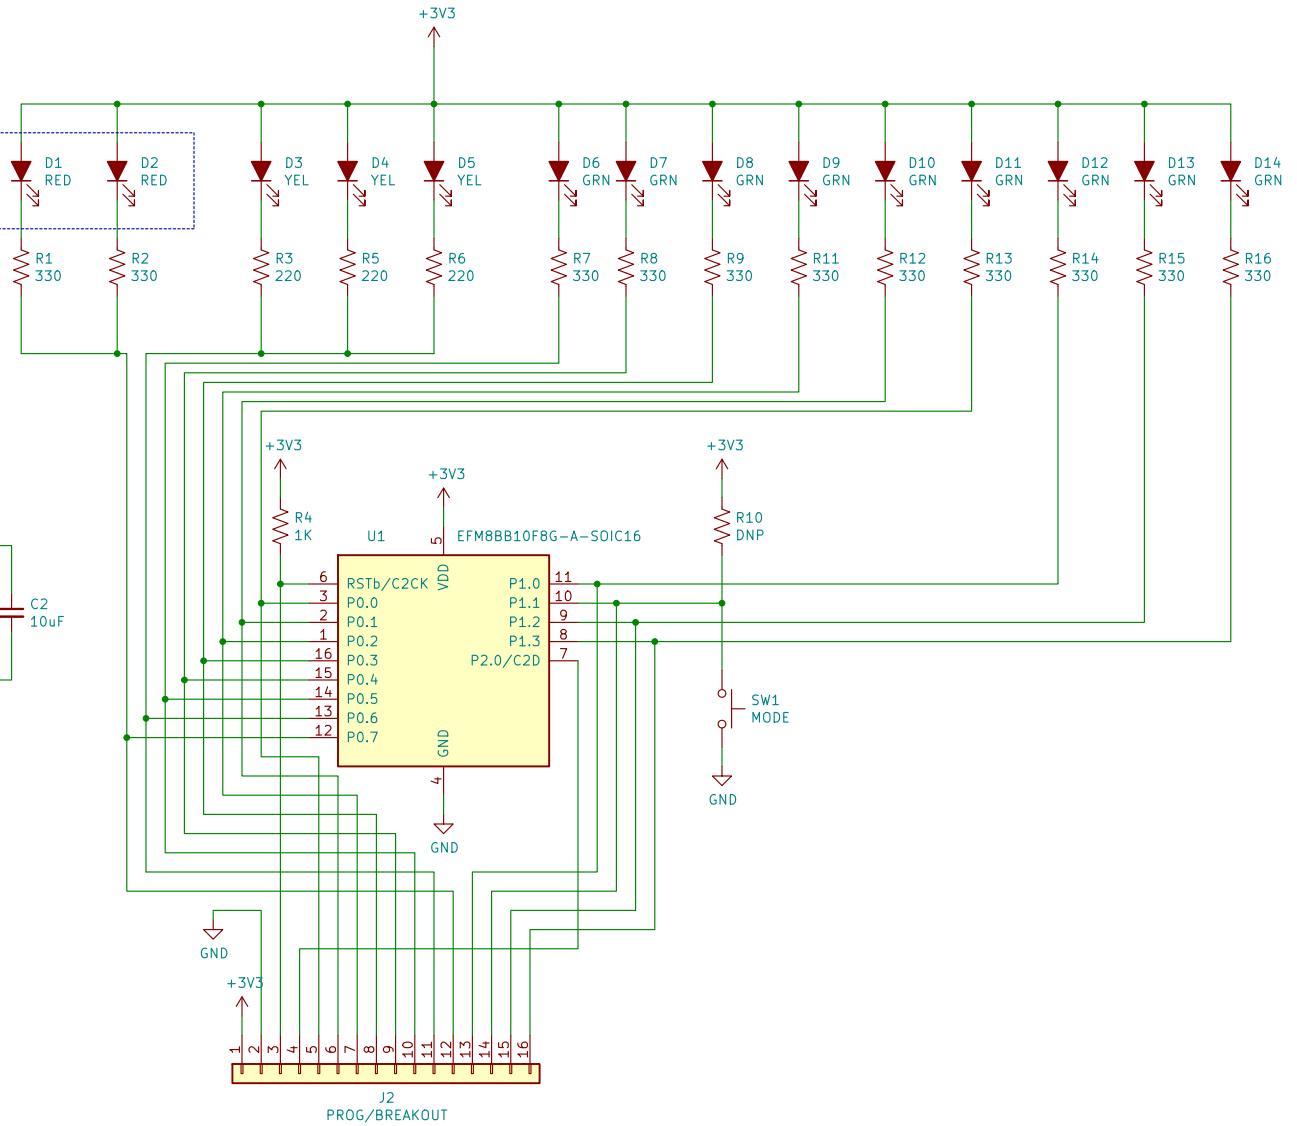 +3V3
D1
RED
D2
RED
D3
YEL
D4
YEL
D5
YEL
D6
GRN
D7
GRN
D8
GRN
D9
GRN
D10
GRN
D11
GRN
D12
GRN
D13
GRN
D14
GRN
R1
330
R2
330
R3
220
R5
220
R6
220
R7
330
R8
330
R9
330
R11
330
R12
330
R13
330
R14
330
R15
330
R16
330
+3V3
+3V3
+3V3
R4
1K
R10
DNP
U1
EFM8BB10F8G-A-SOIC16
5
VDD
6
RSTb/C2CK
3
P0.0
2
P0.1
1
P0.2
16
P0.3
15
P0.4
14
P0.5
13
P0.6
12
P0.7
P1.0
11
P1.1
10
P1.2
9
P1.3
8
P2.0/C2D
7
GND
4
GND
C2
10uF
SW1
MODE
GND
GND
+3V3
1
2
3
4
5
6
7
8
9
10
11
12
13
14
15
16
J2
PROG/BREAKOUT